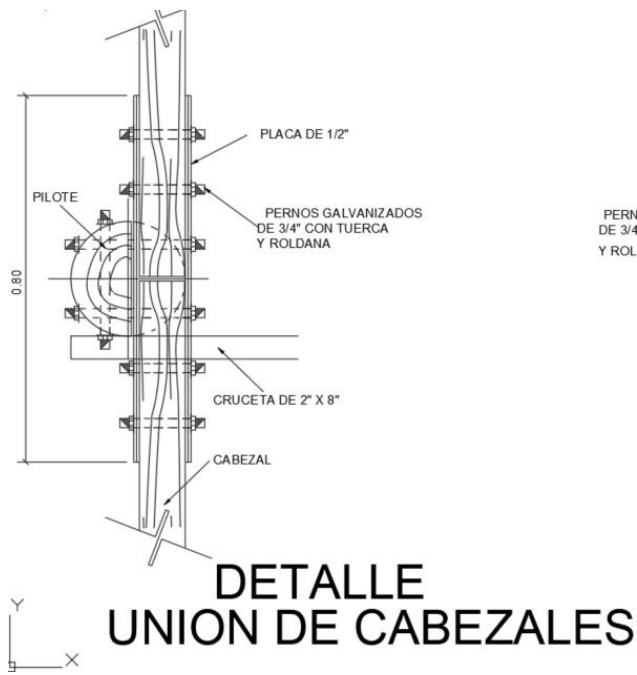 PLACA DE 1/2"
PILOTE
PERNOS GALVANIZADOS
DE 3/4" CON TUERCA
Y ROLDANA
PERN
DE 3/4
Y ROL
0.80
CRUCETA DE 2" X 8"
CABEZAL
DETALLE
UNION DE CABEZALES
Y
X